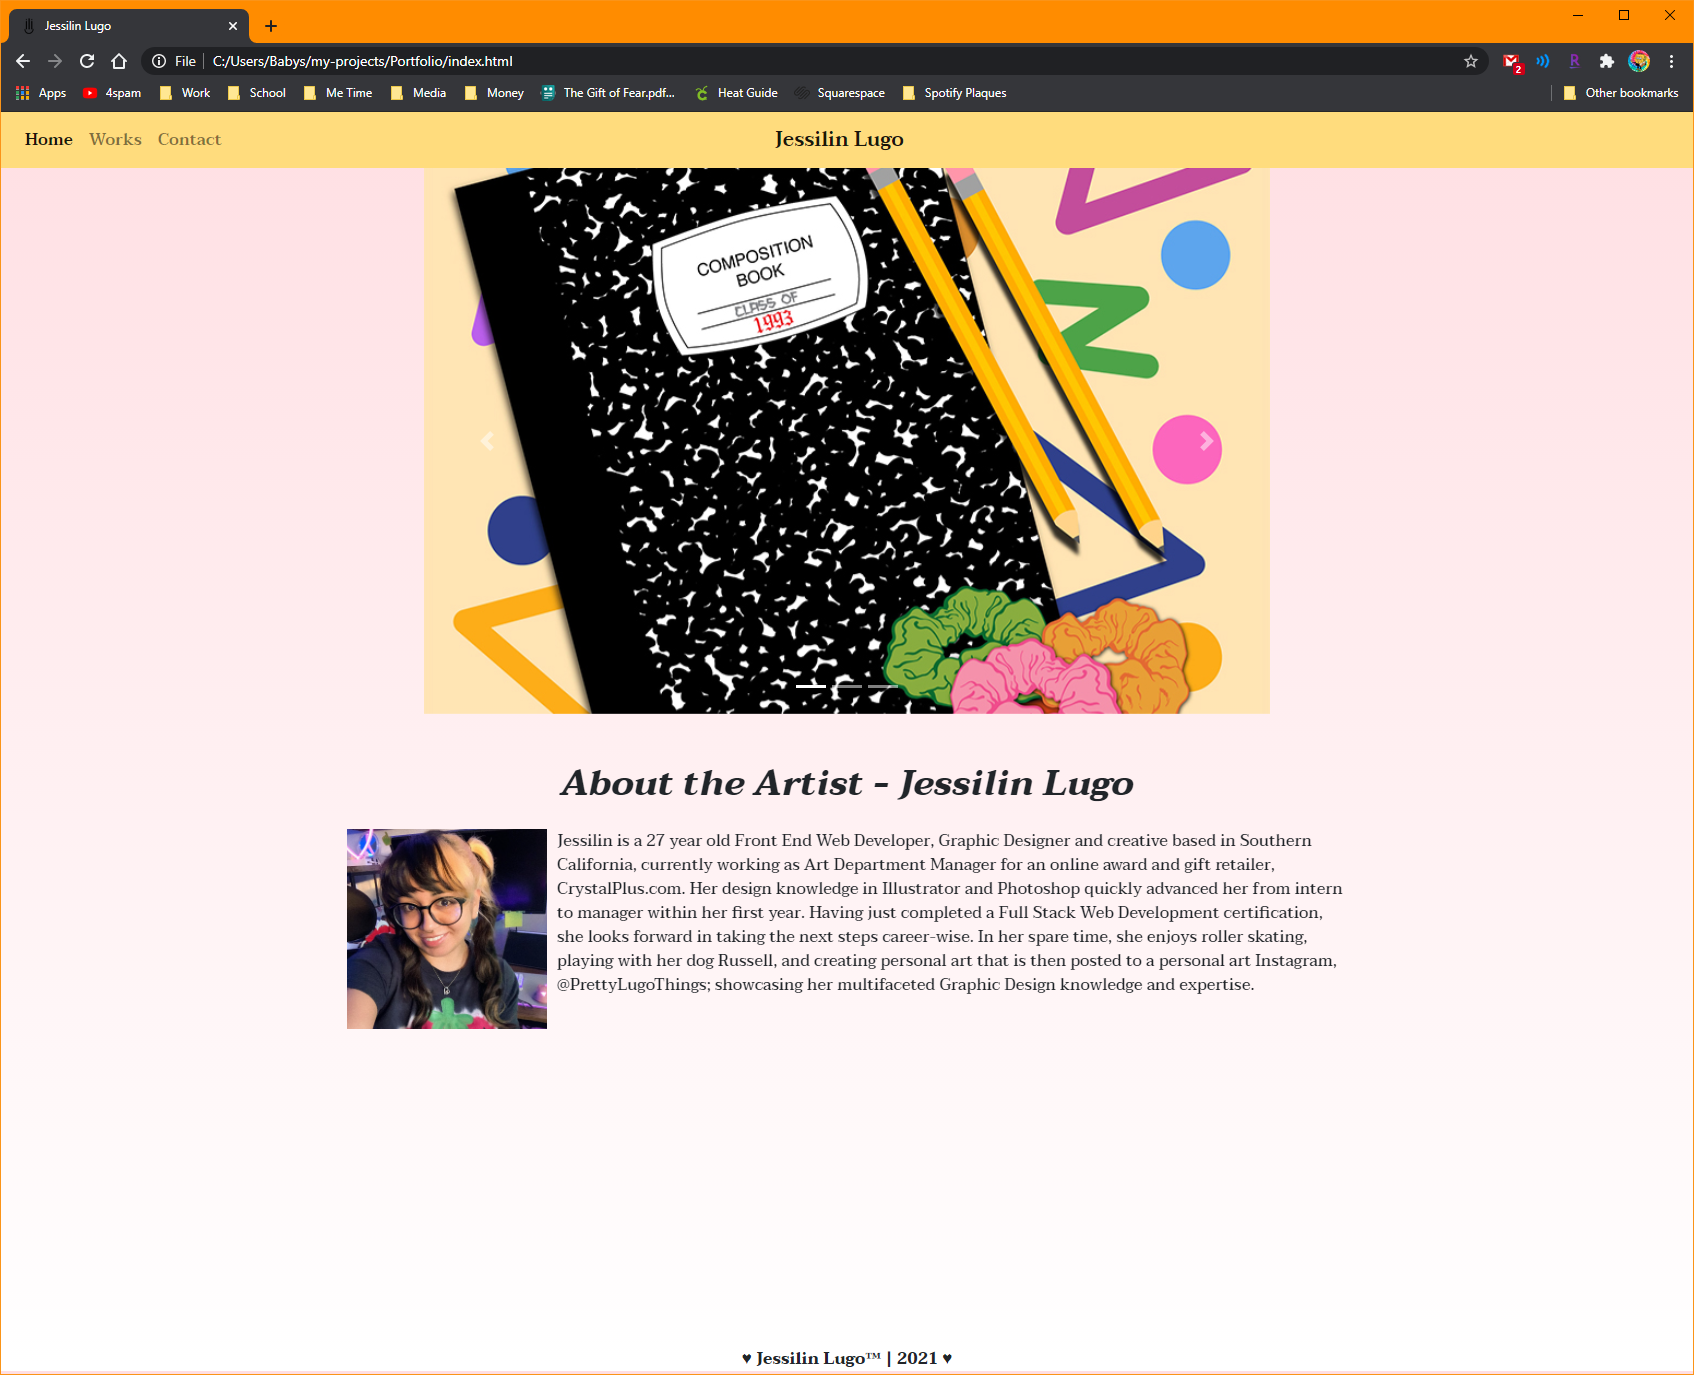 Jessilin Lugo
File C:/Users/Babys/my-projects/Portfolio/index.html
2
Apps 4spam Work School Me Time Media Money The Gift of Fear.pdf... Heat Guide Squarespace Spotify Plaques Other bookmarks
Home Works Contact Jessilin Lugo
COMPOSITION
BOOK
CLASS OF
1993
About the Artist - Jessilin Lugo
Jessilin is a 27 year old Front End Web Developer, Graphic Designer and creative based in Southern
California, currently working as Art Department Manager for an online award and gift retailer,
CrystalPlus.com. Her design knowledge in Illustrator and Photoshop quickly advanced her from intern
to manager within her first year. Having just completed a Full Stack Web Development certification,
she looks forward in taking the next steps career-wise. In her spare time, she enjoys roller skating,
playing with her dog Russell, and creating personal art that is then posted to a personal art Instagram,
@PrettyLugoThings; showcasing her multifaceted Graphic Design knowledge and expertise.
♥ Jessilin Lugo™ | 2021 ♥